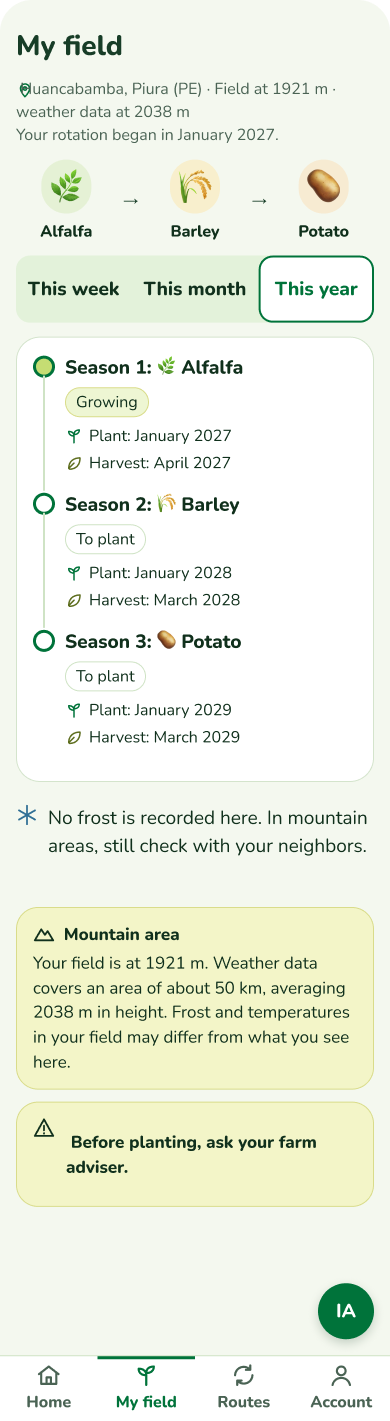 My field
Huancabamba, Piura (PE) · Field at 1921 m ·
weather data at 2038 m
Your rotation began in January 2027.
→ →
Alfalfa Barley Potato
This week This month This year
Season 1: Alfalfa
Growing
Plant: January 2027
Harvest: April 2027
Season 2: Barley
To plant
Plant: January 2028
Harvest: March 2028
Season 3: Potato
To plant
Plant: January 2029
Harvest: March 2029
No frost is recorded here. In mountain
areas, still check with your neighbors.
Mountain area
Your field is at 1921 m. Weather data
covers an area of about 50 km, averaging
2038 m in height. Frost and temperatures
in your field may differ from what you see
here.
Before planting, ask your farm
adviser.
IA
Home My field Routes Account